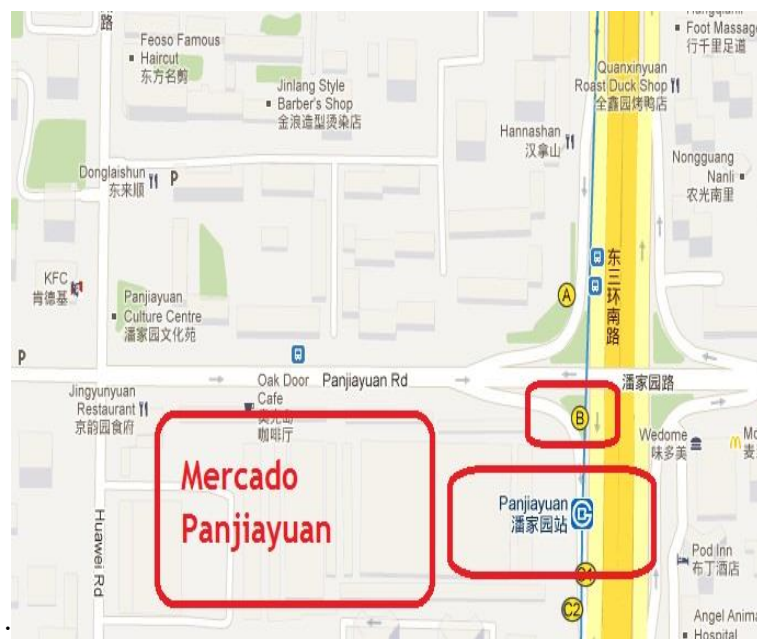 路
Feoso Famous
Haircut
东方名剪
Jinlang Style
Barber's Shop
金浪造型烫染店
Foot Massage
行千里足道
Quanxinyuan
Roast Duck Shop
全鑫园烤鸭店
Hannashan
汉拿山
Nongguang
Nanli
农光南里
Donglaishun
东来顺
P
KFC
肯德基
Panjiayuan
Culture Centre
潘家园文化苑
A
东三环南路
P
Oak Door
Cafe
咖啡厅
Panjiayuan Rd
潘家园路
Jingyunyuan
Restaurant
京韵园食府
B
Wedome
味多美
Mercado
Panjiayuan
Panjiayuan
潘家园站
Huawei Rd
Pod Inn
布丁酒店
C2
Angel Anima
Hospital